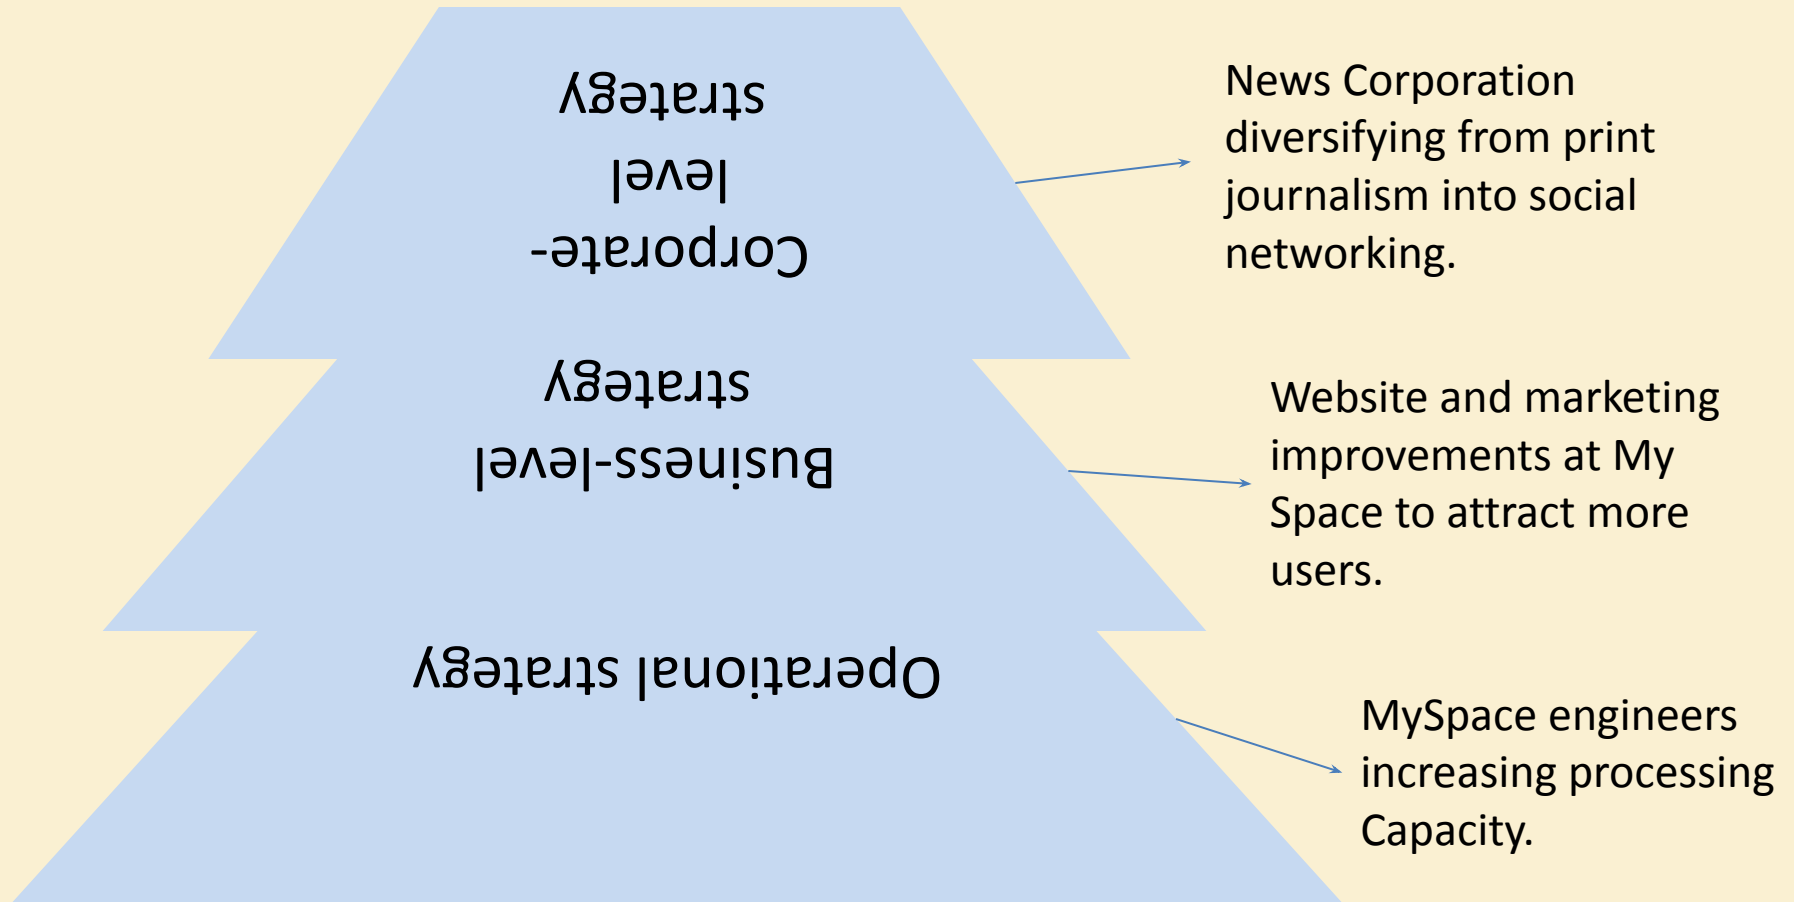 Corporate-
level
strategy
News Corporation
diversifying from print
journalism into social
networking.
Business-level
strategy
Website and marketing
improvements at My
Space to attract more
users.
Operational strategy
MySpace engineers
increasing processing
Capacity.